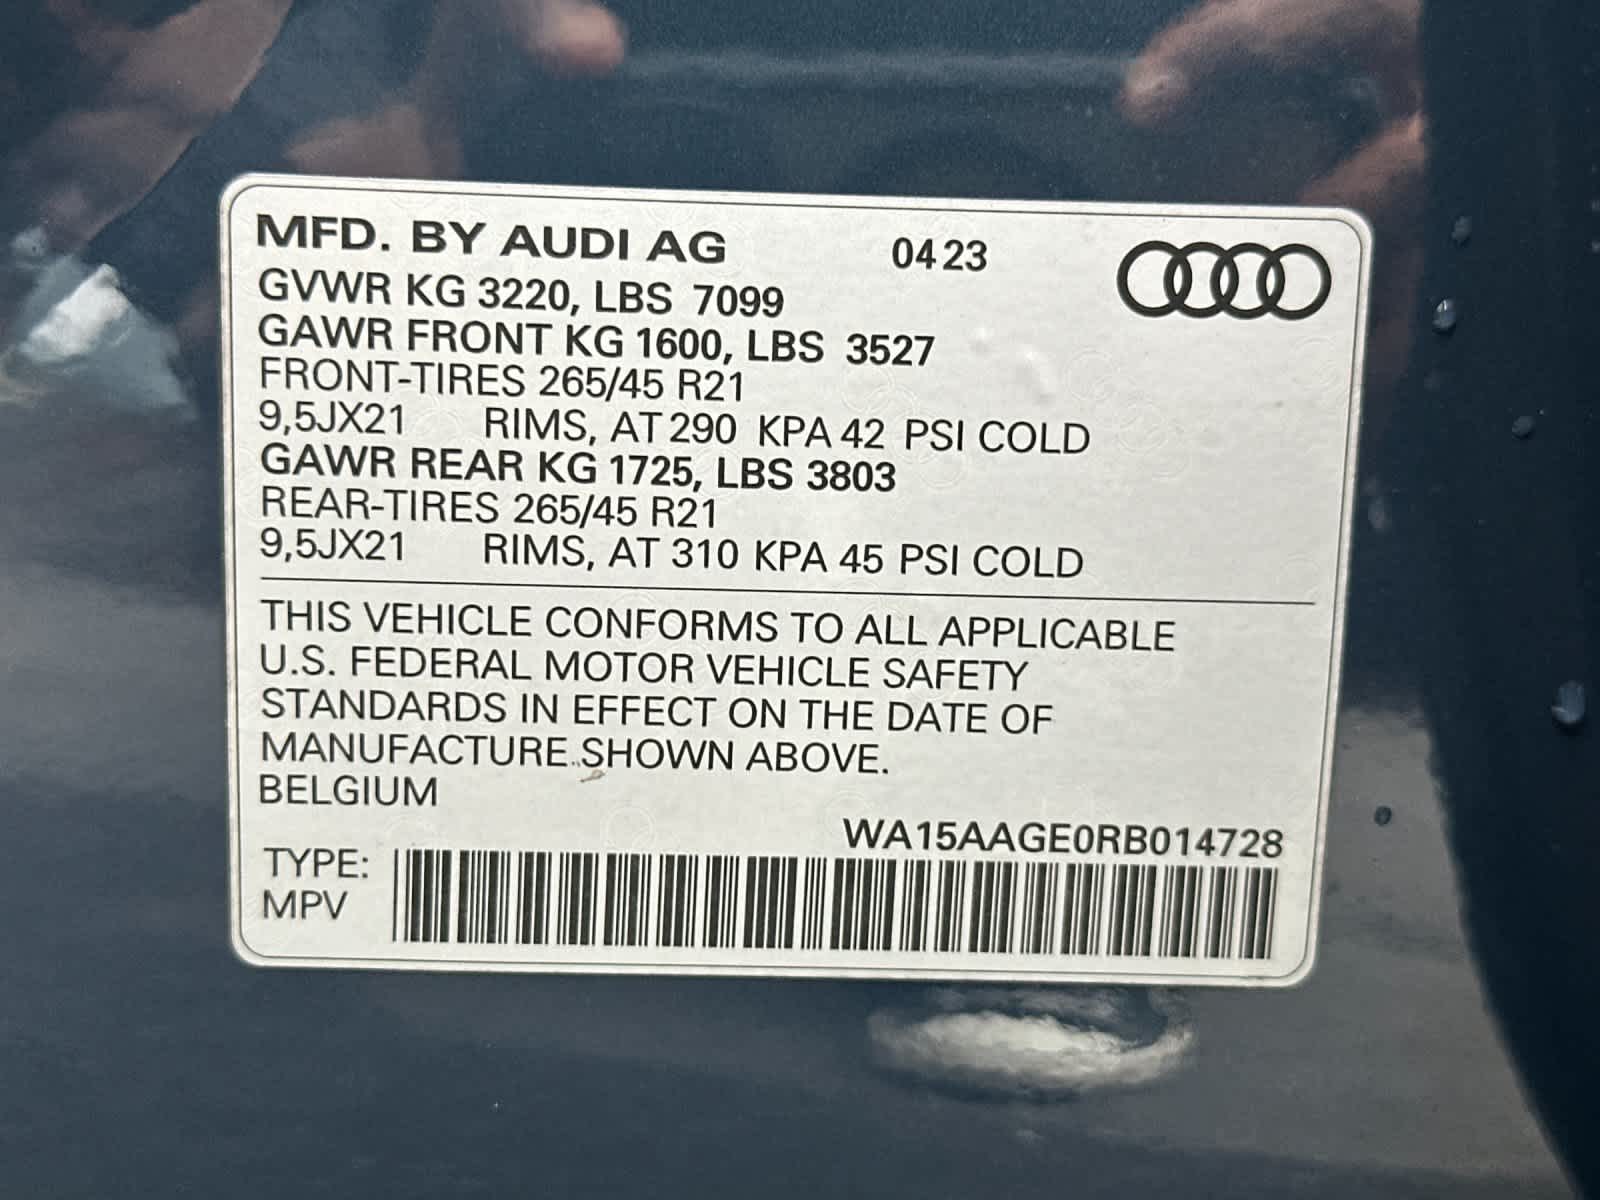 MFD. BY AUDI AG 04 23
GVWR KG 3220, LBS 7099
GAWR FRONT KG 1600, LBS 3527
FRONT-TIRES 265/45 R21
9,5JX21 RIMS, AT 290 KPA 42 PSI COLD
GAWR REAR KG 1725, LBS 3803
REAR-TIRES 265/45 R21
9,5JX21 RIMS, AT 310 KPA 45 PSI COLD
THIS VEHICLE CONFORMS TO ALL APPLICABLE
U.S. FEDERAL MOTOR VEHICLE SAFETY
STANDARDS IN EFFECT ON THE DATE OF
MANUFACTURE SHOWN ABOVE.
BELGIUM
WA15AAGE0RB014728
TYPE:
MPV